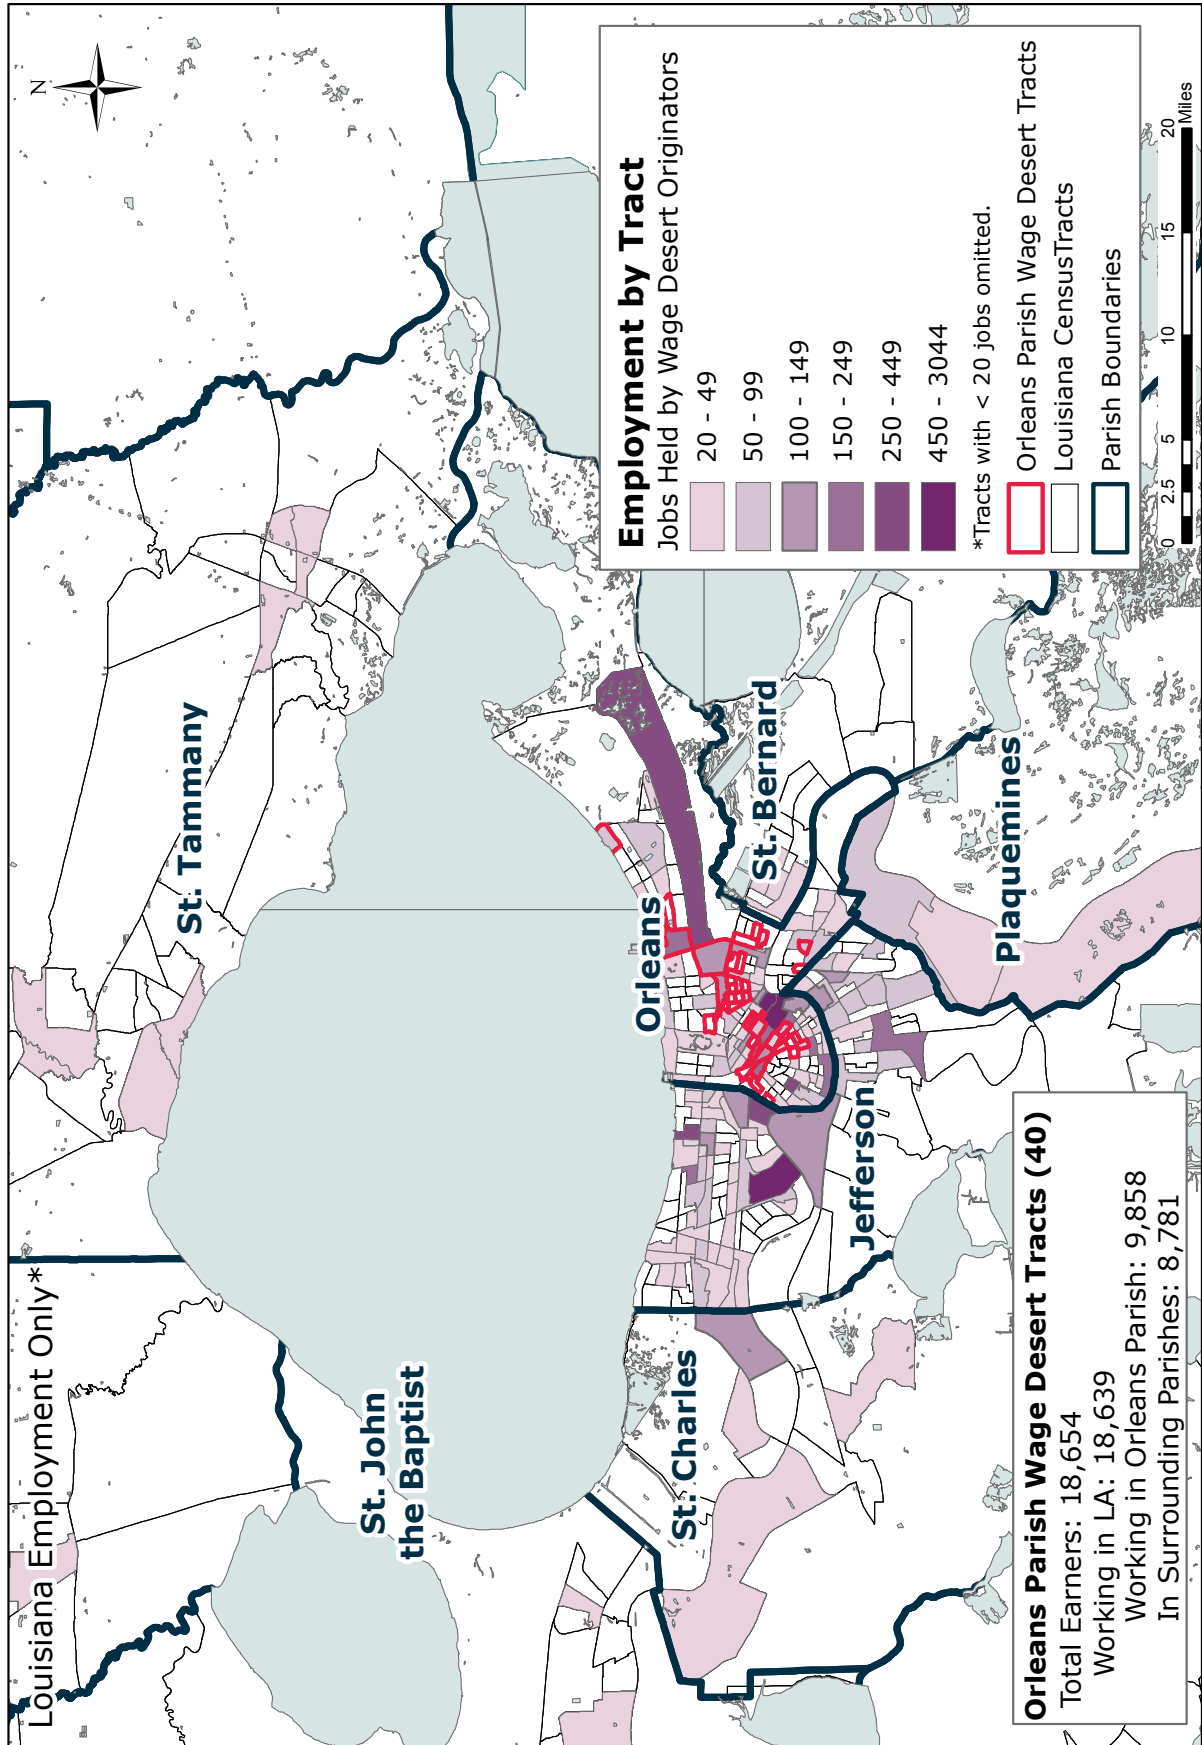 Louisiana Employment Only*
N
St. Tammany
St. John
the Baptist
Orleans
St. Charles
St. Bernard
Jefferson
Plaquemines
Employment by Tract
Jobs Held by Wage Desert Originators
20 - 49
50 - 99
100 - 149
150 - 249
250 - 449
450 - 3044
*Tracts with < 20 jobs omitted.
Orleans Parish Wage Desert Tracts
Louisiana CensusTracts
Parish Boundaries
0 2.5 5 10 15 20
Miles
Orleans Parish Wage Desert Tracts (40)
Total Earners: 18,654
Working in LA: 18,639
Working in Orleans Parish: 9,858
In Surrounding Parishes: 8,781